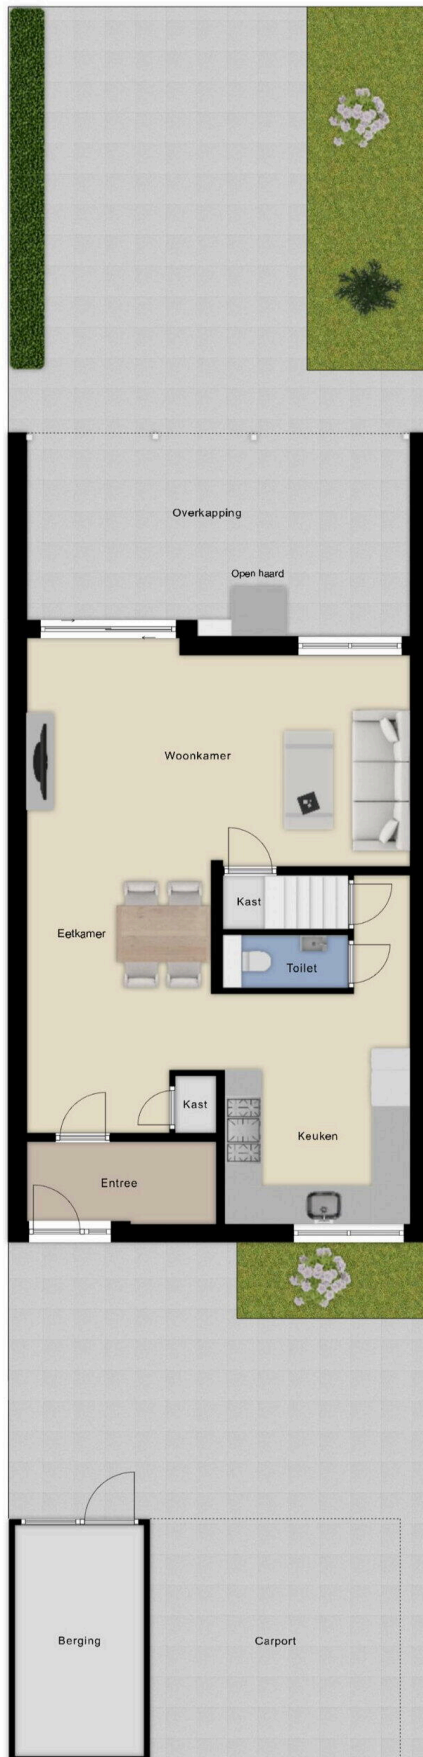 Overkapping
Open haard
Woonkamer
Kast
Eetkamer
Toilet
Kast
Keuken
Entree
Berging
Carport